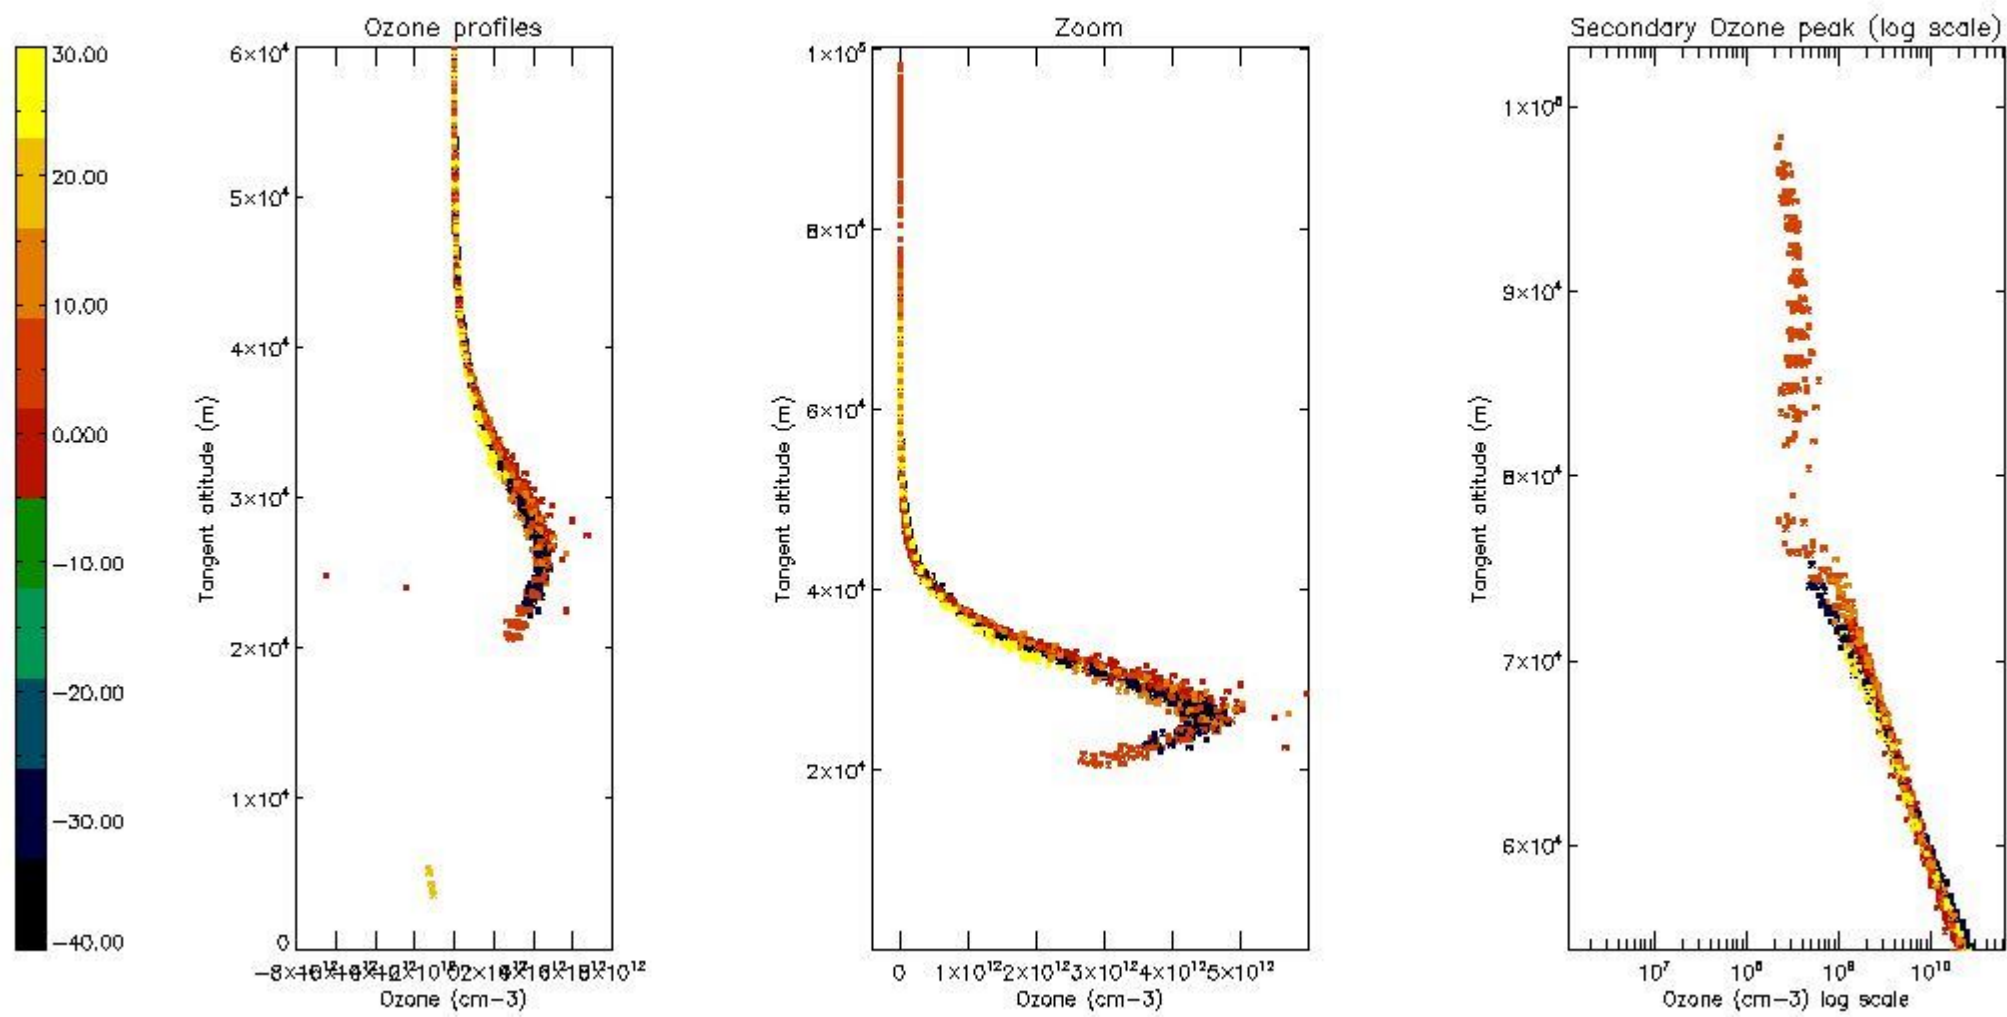 Ozone profiles
Zoom
Secondary Ozone peak (log scale)
30.00
20.00
10.00
0.000
−10.00
−20.00
−30.00
−40.00
6×10⁴
5×10⁴
4×10⁴
3×10⁴
2×10⁴
1×10⁴
0
Tangent altitude (m)
Ozone (cm−3)
1×10⁵
8×10⁴
6×10⁴
4×10⁴
2×10⁴
Tangent altitude (m)
0 1×10¹² 2×10¹² 3×10¹² 4×10¹² 5×10¹²
Ozone (cm−3)
9×10⁴
8×10⁴
7×10⁴
6×10⁴
Tangent altitude (m)
10⁷ 10⁸ 10⁹ 10¹⁰
Ozone (cm−3) log scale